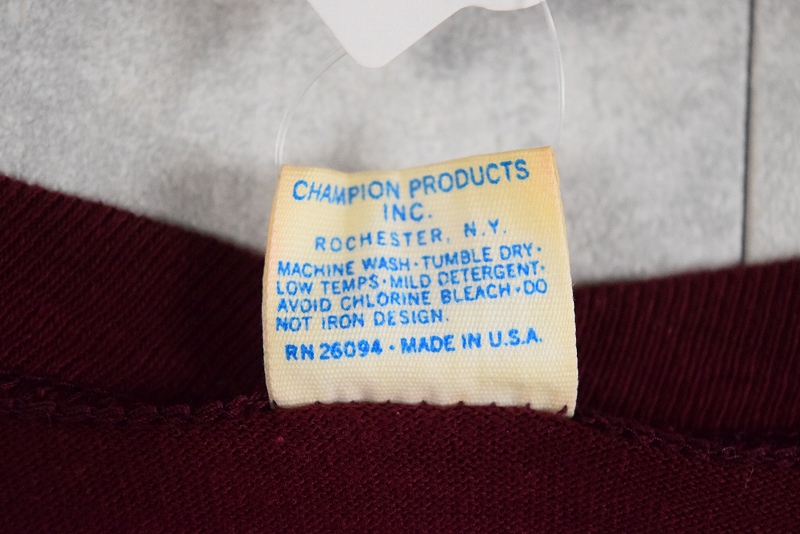 CHAMPION PRODUCTS
INC.
ROCHESTER, N.Y.
MACHINE WASH·TUMBLE DRY·
LOW TEMPS·MILD DETERGENT·
AVOID CHLORINE BLEACH·DO
NOT IRON DESIGN.
RN 26094 · MADE IN U.S.A.